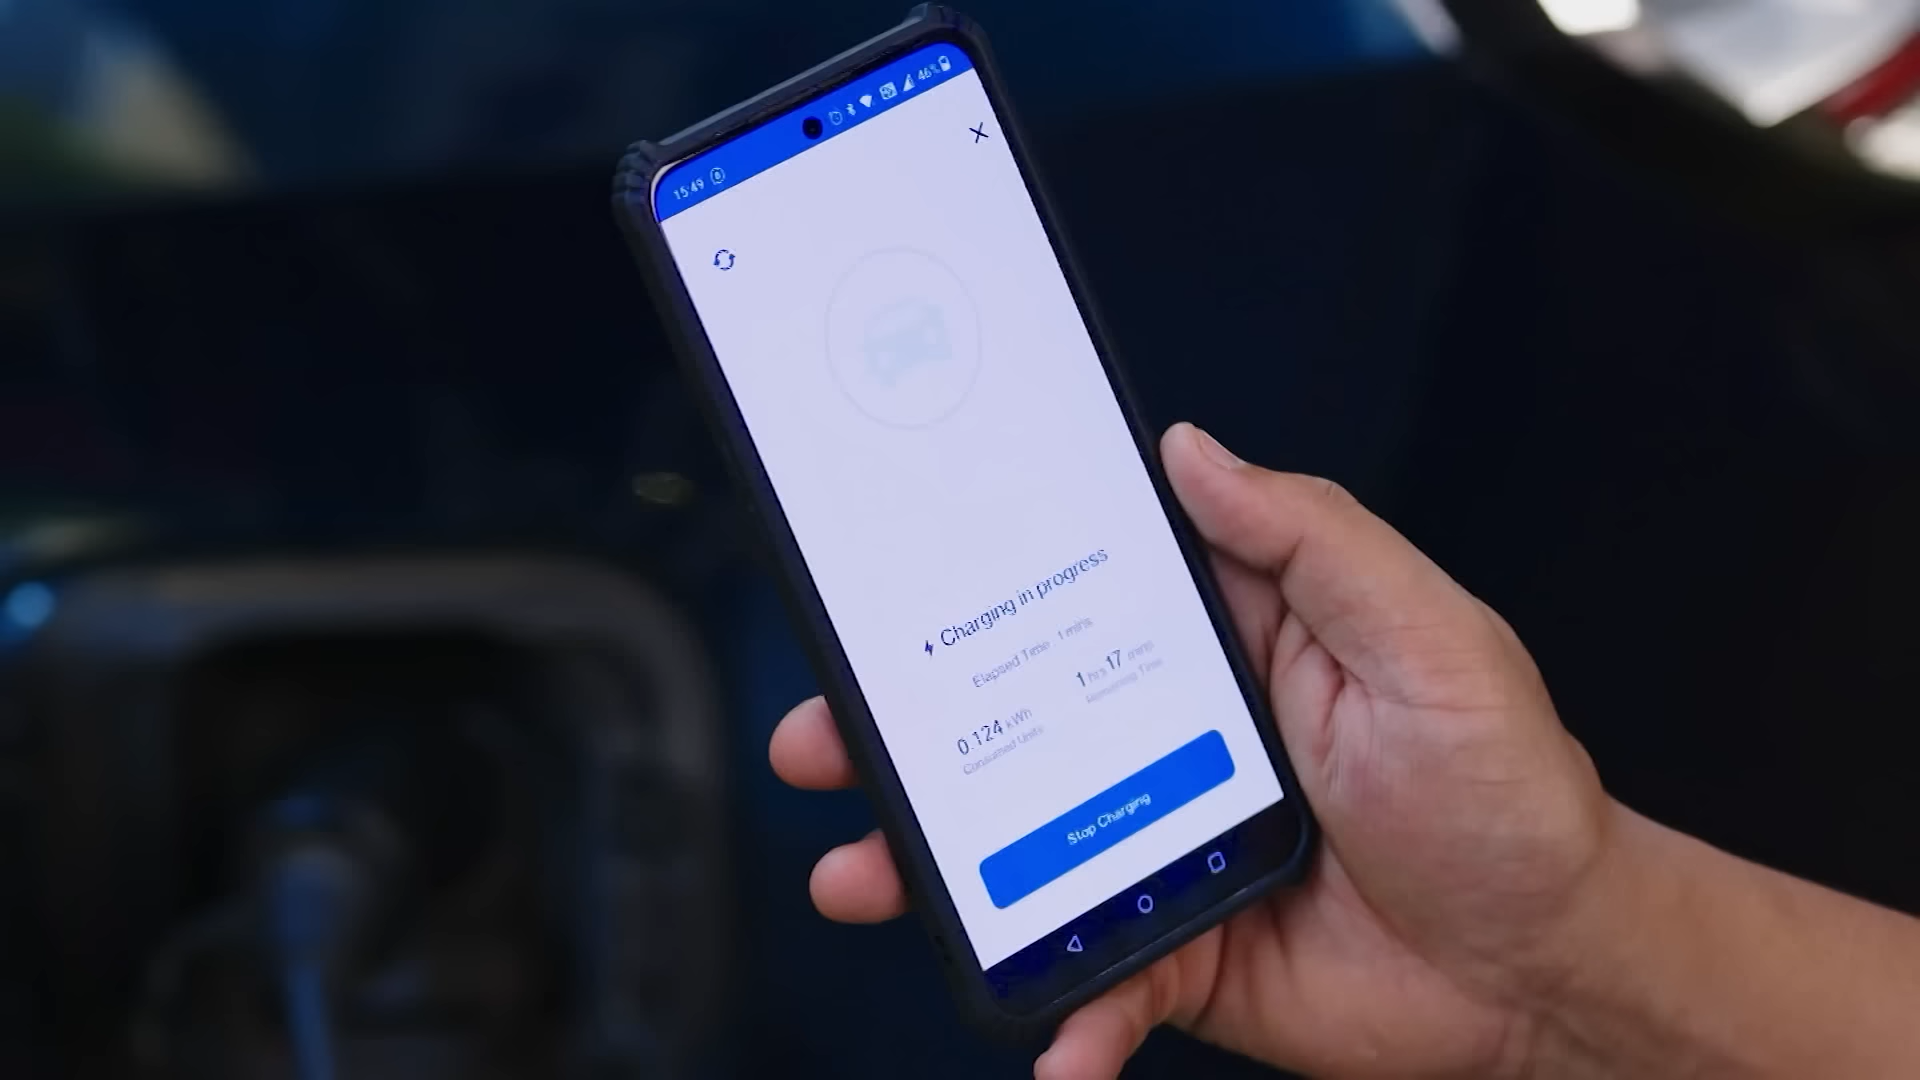 15:49
46%
Charging in progress
Elapsed Time : 1 mins
1 hrs 17 mins
Remaining Time
0.124 kWh
Consumed Units
Stop Charging